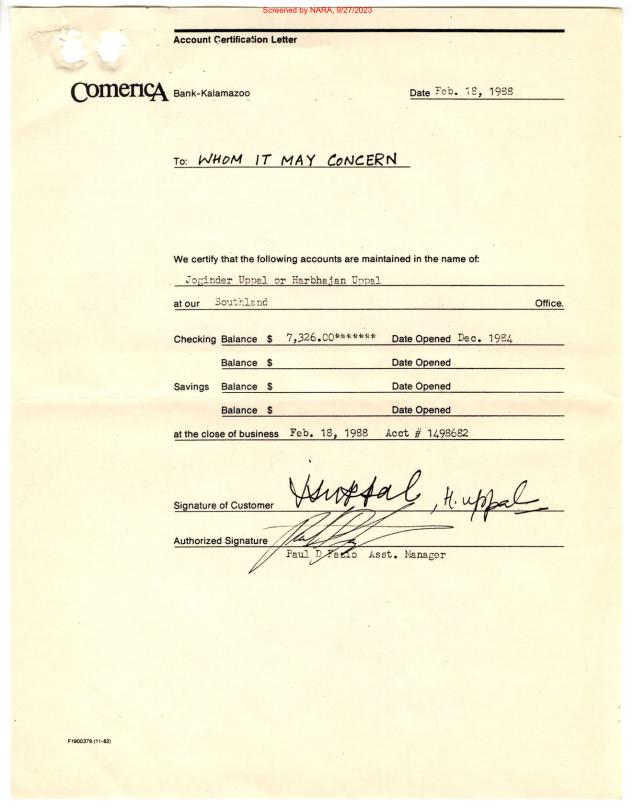 Screened by NARA, 9/27/2023
Account Certification Letter
Comerica Bank-Kalamazoo
Date Feb. 18, 1988
To: WHOM IT MAY CONCERN
We certify that the following accounts are maintained in the name of:
Joginder Uppal or Harbhajan Uppal
at our Southland Office.
Checking Balance $ 7,326.00******* Date Opened Dec. 1984
Balance $ Date Opened
Savings Balance $ Date Opened
Balance $ Date Opened
at the close of business Feb. 18, 1988 Acct # 1498682
Signature of Customer , H. Uppal
Authorized Signature
Paul D Fazio Asst. Manager
F1900379 (11-82)